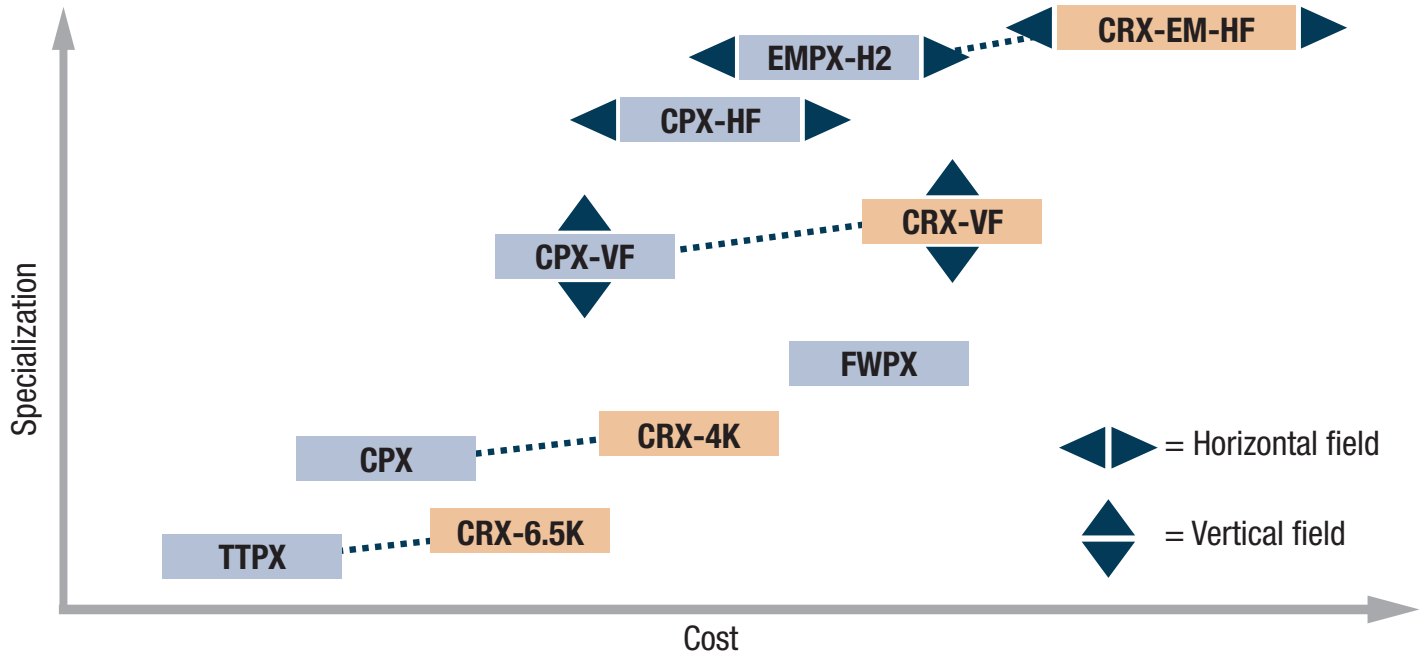 CRX-EM-HF
EMPX-H2
CPX-HF
CRX-VF
CPX-VF
FWPX
CRX-4K
CPX
CRX-6.5K
TTPX
= Horizontal field
= Vertical field
Specialization
Cost